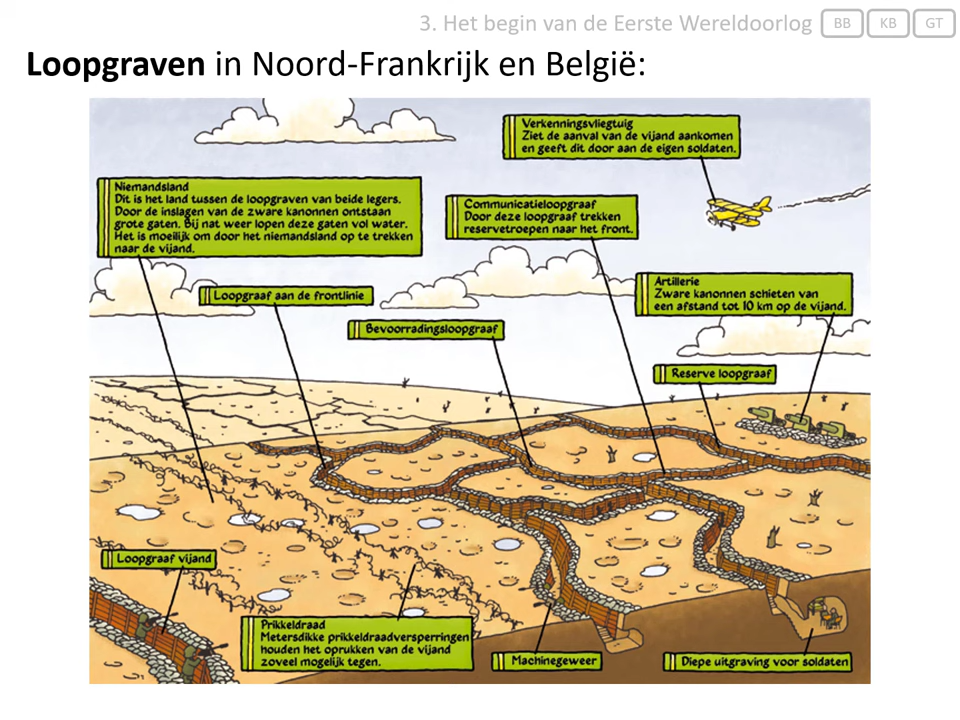 3. Het begin van de Eerste Wereldoorlog BB KB GT
Loopgraven in Noord-Frankrijk en België:
Verkenningsvliegtuig
Ziet de aanval van de vijand aankomen
en geeft dit door aan de eigen soldaten.
Niemandsland
Dit is het land tussen de loopgraven van beide legers.
Door de inslagen van de zware kanonnen ontstaan
grote gaten. Bij nat weer lopen deze gaten vol water.
Het is moeilijk om door het niemandsland op te trekken
naar de vijand.
Communicatieloopgraaf
Door deze loopgraaf trekken
reservetroepen naar het front.
Artillerie
Zware kanonnen schieten van
een afstand tot 10 km op de vijand.
Loopgraaf aan de frontlinie
Bevoorradingsloopgraaf
Reserve loopgraaf
Loopgraaf vijand
Prikkeldraad
Metersdikke prikkeldraadversperringen
houden het oprukken van de vijand
zoveel mogelijk tegen.
Machinegeweer
Diepe uitgraving voor soldaten